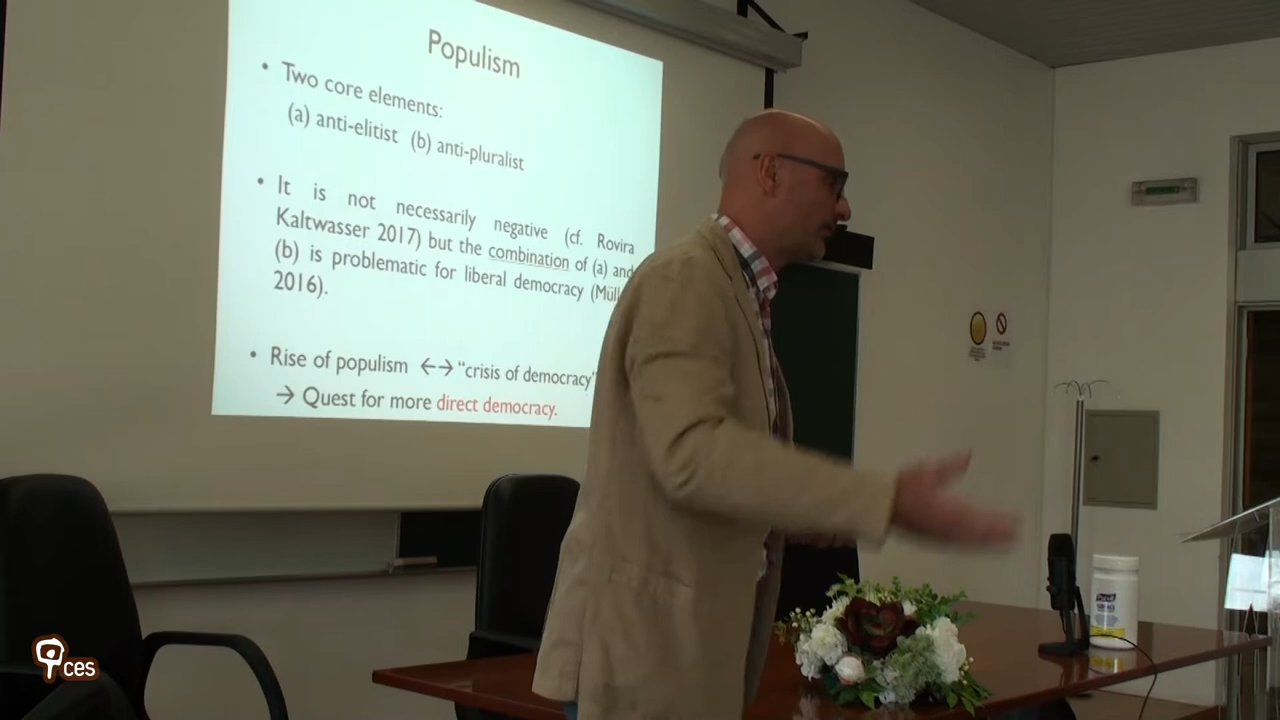 Populism
• Two core elements:
(a) anti-elitist (b) anti-pluralist
• It is not necessarily negative (cf. Rovira
Kaltwasser 2017) but the combination of (a) and
(b) is problematic for liberal democracy (Müll
2016).
• Rise of populism ←→ “crisis of democracy”
→ Quest for more direct democracy.
ces